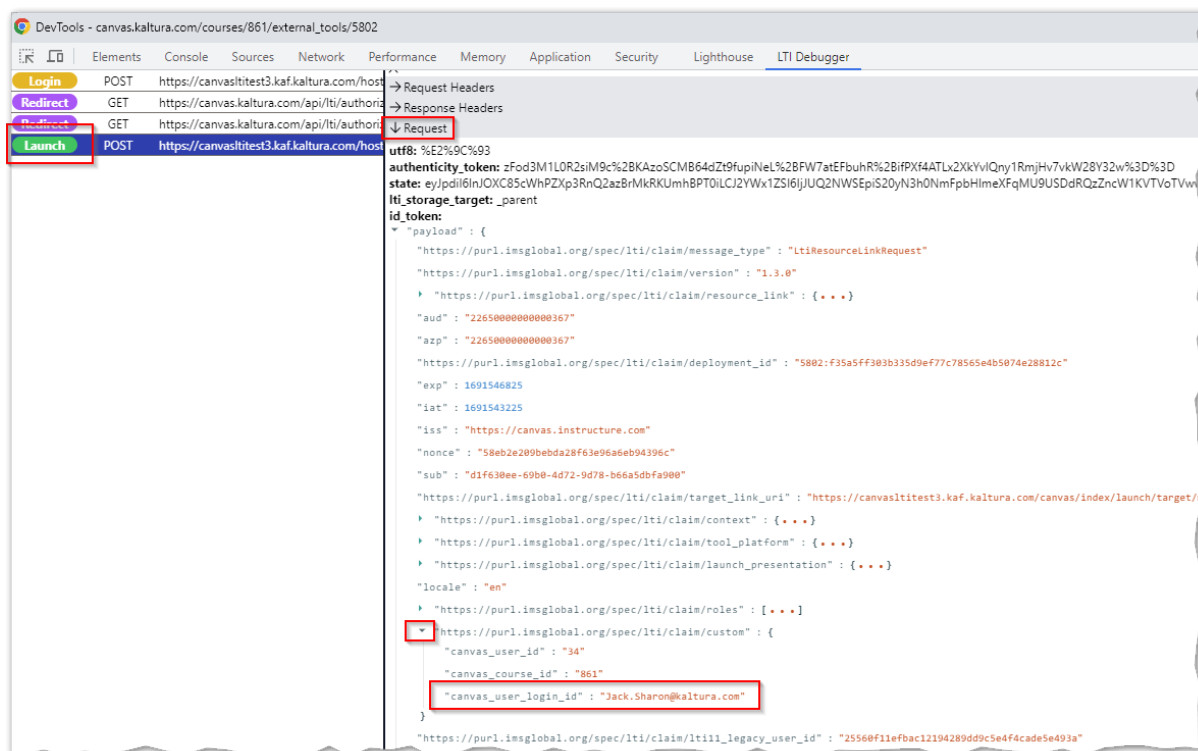 DevTools - canvas.kaltura.com/courses/861/external_tools/5802
Elements Console Sources Network Performance Memory Application Security Lighthouse LTI Debugger
Login POST https://canvasltitest3.kaf.kaltura.com/host
Redirect GET https://canvas.kaltura.com/api/lti/authoriz
Redirect GET https://canvas.kaltura.com/api/lti/authoriz
Launch POST https://canvasltitest3.kaf.kaltura.com/host
→ Request Headers
→ Response Headers
↓ Request
utf8: %E2%9C%93
authenticity_token: zFod3M1L0R2siM9c%2BKAzoSCMB64dZt9fupiNeL%2BFW7atEFbuhR%2BifPXf4ATLx2XkYvlQny1RmjHv7vkW28Y32w%3D%3D
state: eyJpdiI6InJOXC85cWhPZXp3RnQ2azBrMkRKUmhBPT0iLCJ2YWx1ZSI6IjJUQ2NWSEpiS20yN3h0NmFpbHlmeXFqMU9USDdRQzZncW1KVTVoTVw
lti_storage_target: _parent
id_token:
"payload" : {
"https://purl.imsglobal.org/spec/lti/claim/message_type" : "LtiResourceLinkRequest"
"https://purl.imsglobal.org/spec/lti/claim/version" : "1.3.0"
"https://purl.imsglobal.org/spec/lti/claim/resource_link" : {...}
"aud" : "22650000000000367"
"azp" : "22650000000000367"
"https://purl.imsglobal.org/spec/lti/claim/deployment_id" : "5802:f35a5ff303b335d9ef77c78565e4b5074e28812c"
"exp" : 1691546825
"iat" : 1691543225
"iss" : "https://canvas.instructure.com"
"nonce" : "58eb2e209bebda28f63e96a6eb94396c"
"sub" : "d1f630ee-69b0-4d72-9d78-b66a5dbfa900"
"https://purl.imsglobal.org/spec/lti/claim/target_link_uri" : "https://canvasltitest3.kaf.kaltura.com/canvas/index/launch/target/
"https://purl.imsglobal.org/spec/lti/claim/context" : {...}
"https://purl.imsglobal.org/spec/lti/claim/tool_platform" : {...}
"https://purl.imsglobal.org/spec/lti/claim/launch_presentation" : {...}
"locale" : "en"
"https://purl.imsglobal.org/spec/lti/claim/roles" : [...]
"https://purl.imsglobal.org/spec/lti/claim/custom" : {
"canvas_user_id" : "34"
"canvas_course_id" : "861"
"canvas_user_login_id" : "Jack.Sharon@kaltura.com"
}
"https://purl.imsglobal.org/spec/lti/claim/lti11_legacy_user_id" : "25560f11efbac12194289dd9c5e4f4cade5e493a"